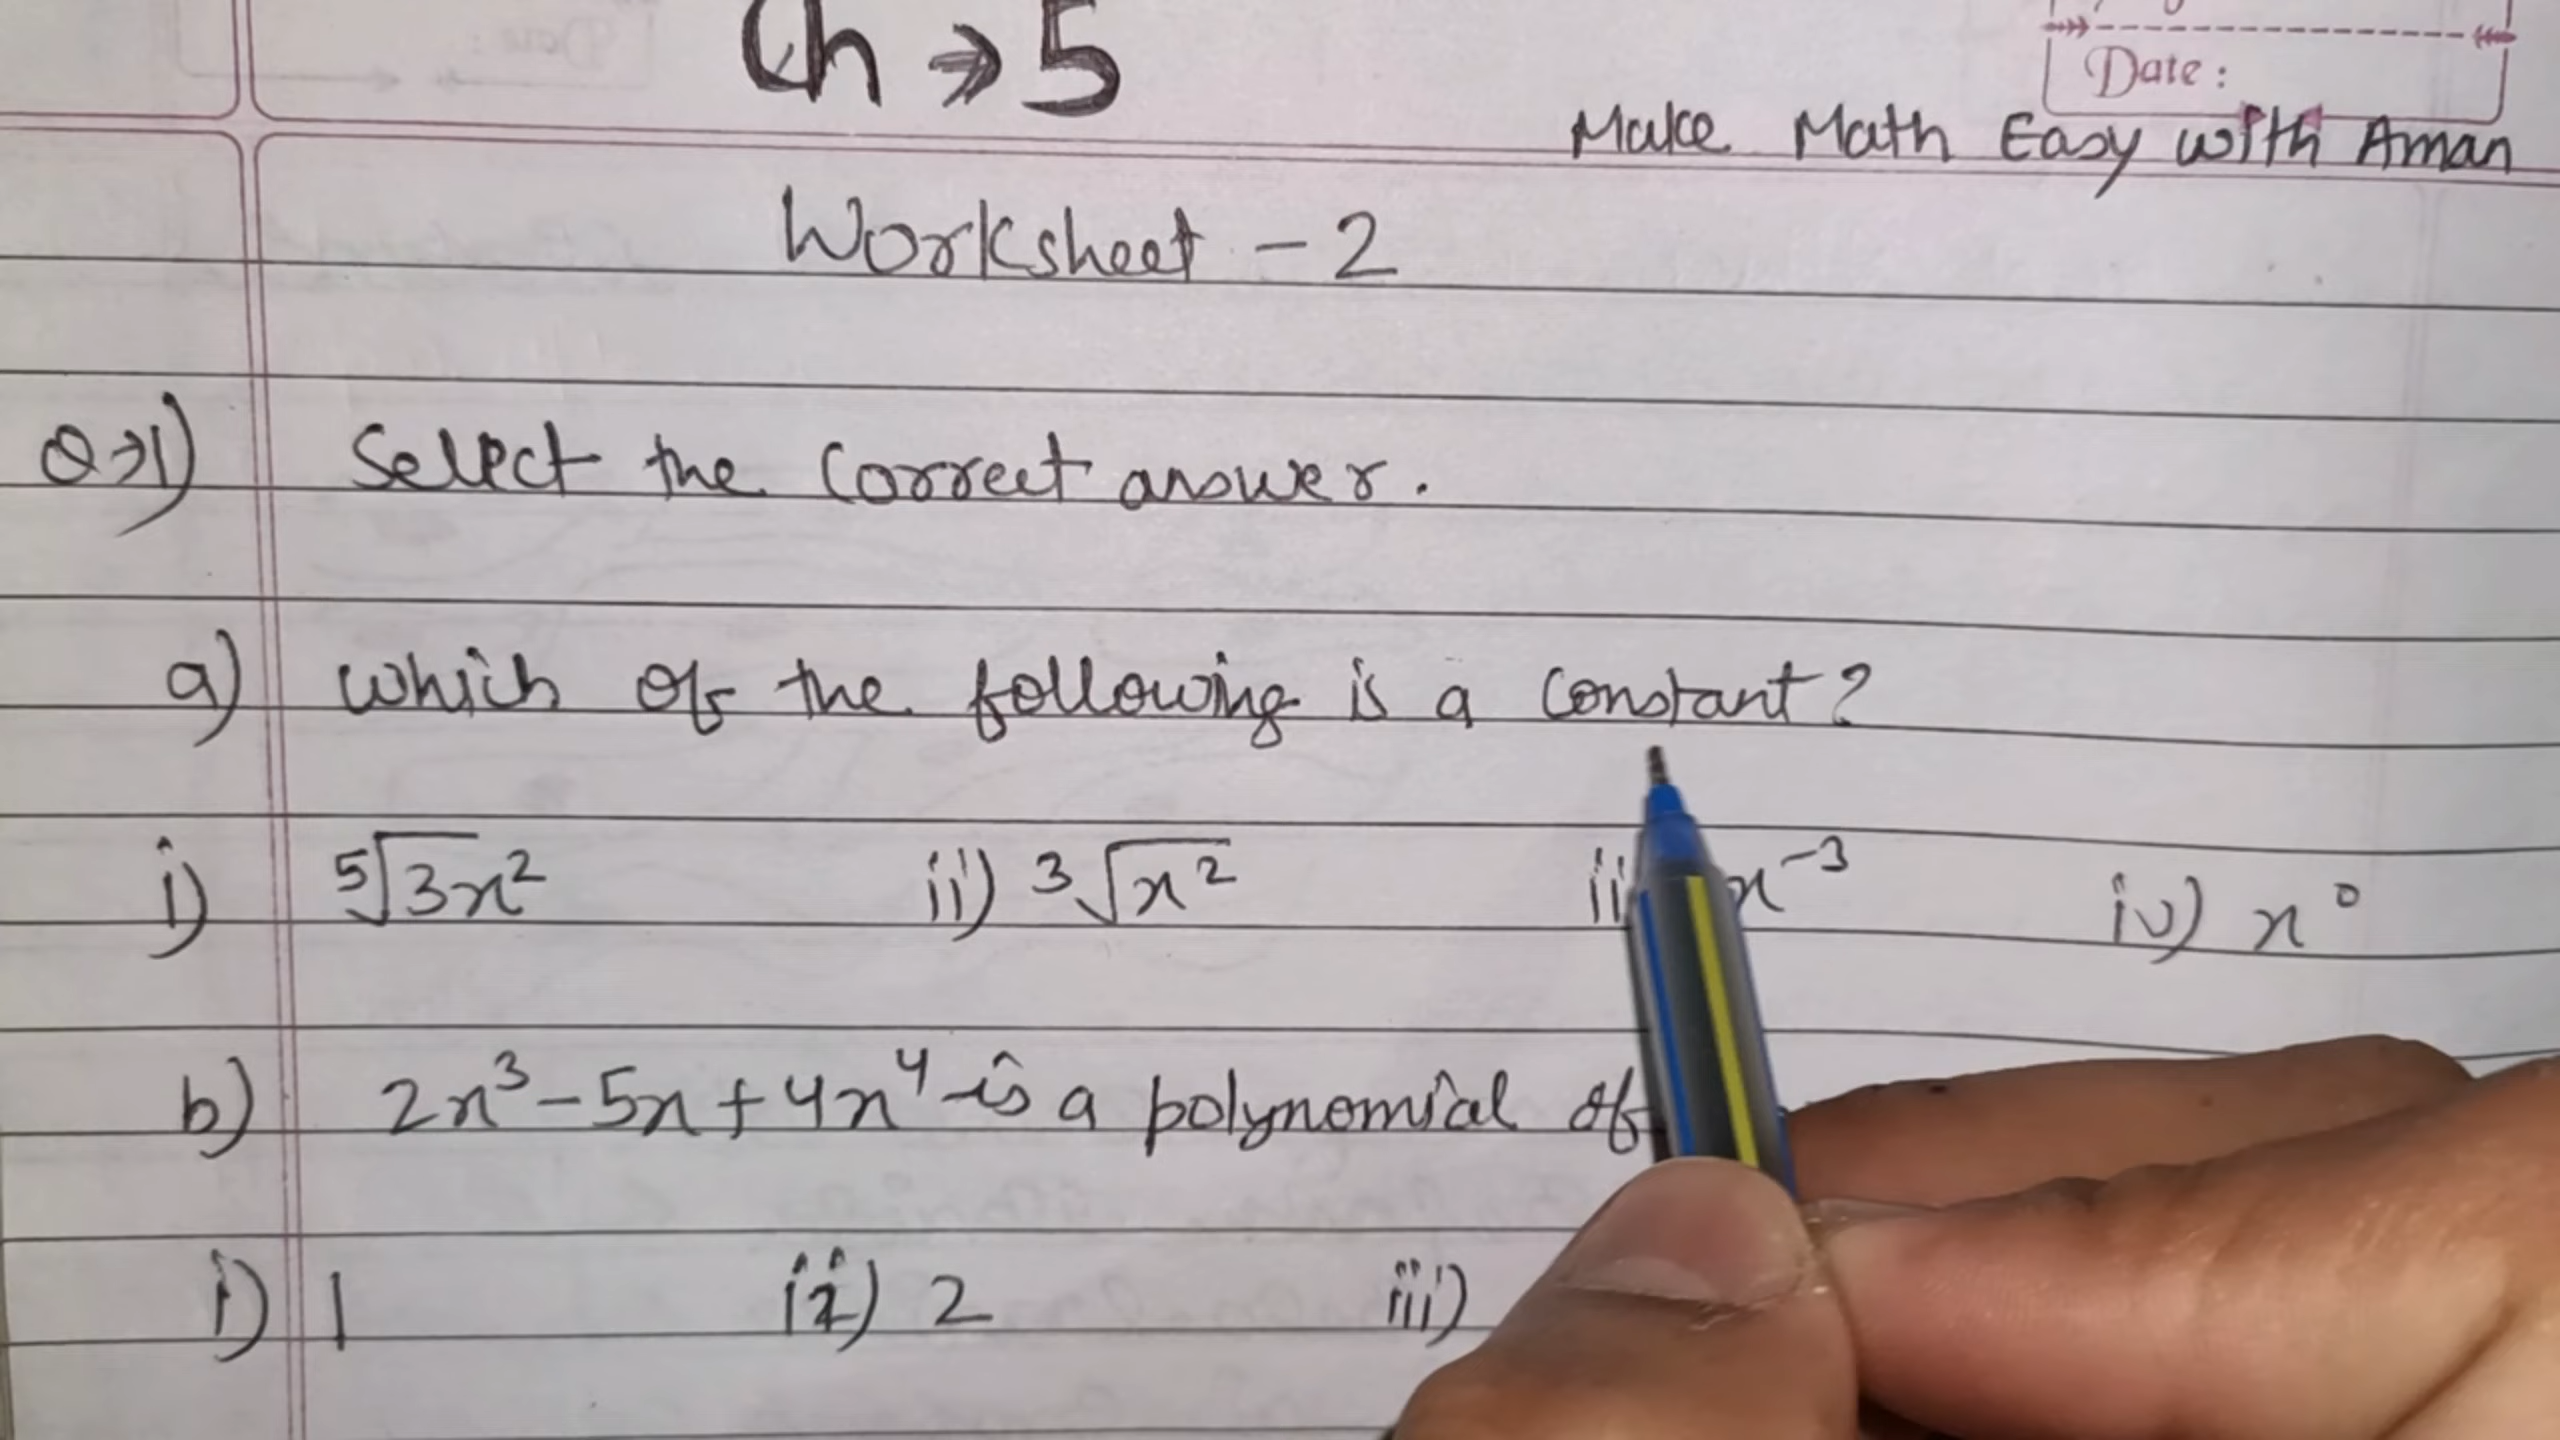 Ch → 5
Date :
Make Math Easy with Aman
Worksheet - 2
Q→1) Select the correct answer.
a) which of the following is a constant?
i) ⁵√3x² ii) ³√x² ii x⁻³ iv) x⁰
b) 2x³-5x+4x⁴ is a polynomial of
i) 1 ii) 2 iii)